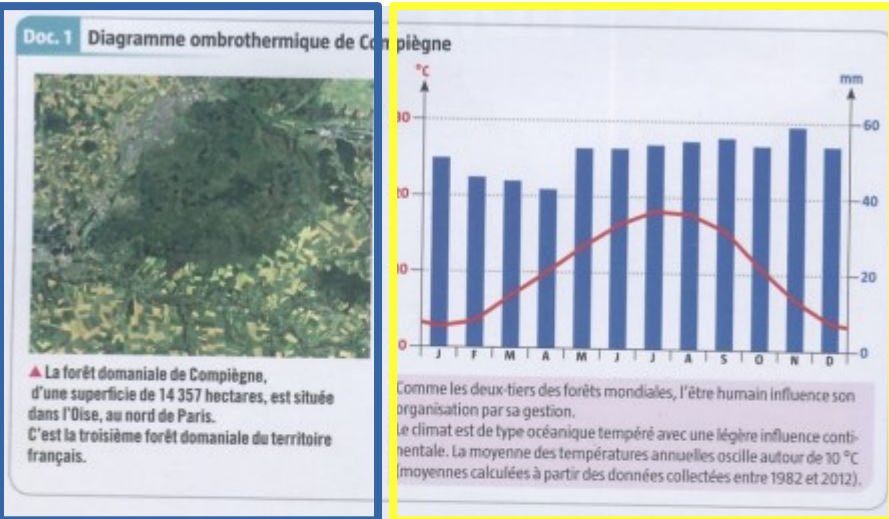 Doc. 1 Diagramme ombrothermique de Compiègne
▲ La forêt domaniale de Compiègne,
d'une superficie de 14 357 hectares, est située
dans l'Oise, au nord de Paris.
C'est la troisième forêt domaniale du territoire
français.
°C
mm
30
60
20
40
10
20
0
0
J F M A M J J A S O N D
Comme les deux-tiers des forêts mondiales, l'être humain influence son
organisation par sa gestion.
Le climat est de type océanique tempéré avec une légère influence conti-
nentale. La moyenne des températures annuelles oscille autour de 10 °C
(moyennes calculées à partir des données collectées entre 1982 et 2012).